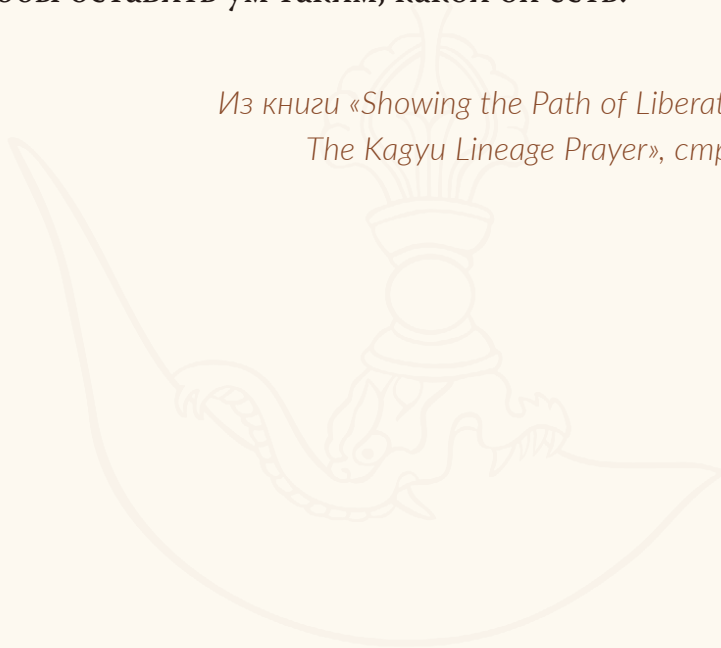 оставить ум таким, какой он есть.
Из книги «Showing the Path of Liberat
The Kagyu Lineage Prayer», стр